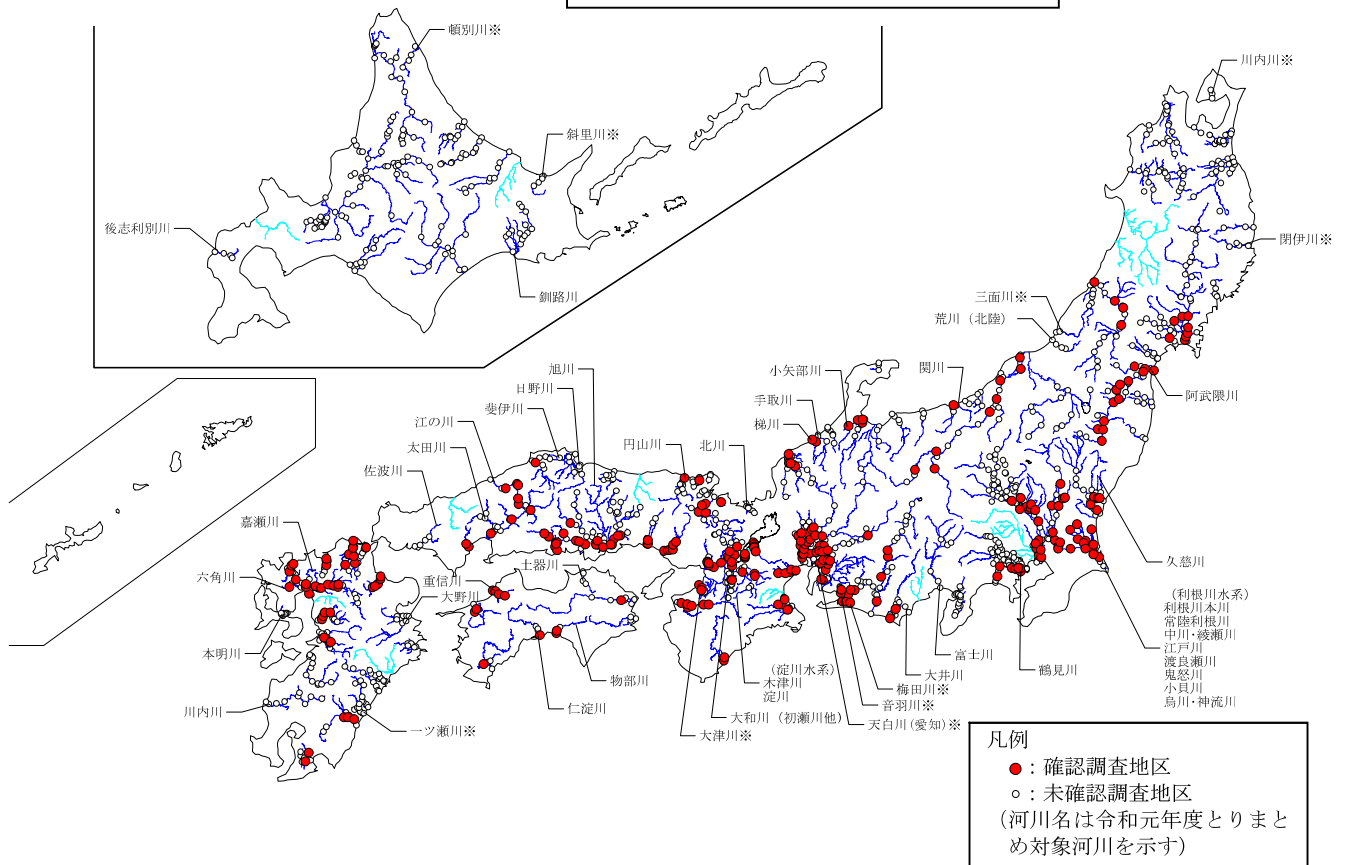 頓別川※
川内川※
斜里川※
後志利別川
釧路川
閉伊川※
三面川※
荒川（北陸）
関川
小矢部川
手取川
梯川
阿武隈川
旭川
日野川
斐伊川
江の川
太田川
佐波川
円山川
北川
嘉瀬川
六角川
本明川
川内川
大野川
一ツ瀬川※
重信川
土器川
物部川
仁淀川
（淀川水系）
木津川
淀川
大和川（初瀬川他）
大津川※
天白川(愛知)※
音羽川※
梅田川※
大井川
富士川
鶴見川
久慈川
（利根川水系）
利根川本川
常陸利根川
中川・綾瀬川
江戸川
渡良瀬川
鬼怒川
小貝川
烏川・神流川
凡例
●：確認調査地区
○：未確認調査地区
（河川名は令和元年度とりまと
め対象河川を示す）